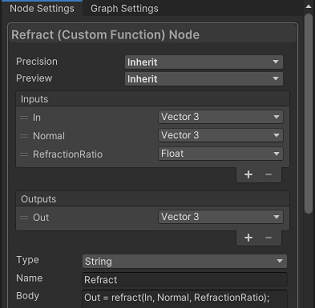 Node Settings Graph Settings
Refract (Custom Function) Node
Precision Inherit
Preview Inherit
Inputs
In Vector 3
Normal Vector 3
RefractionRatio Float
+ −
Outputs
Out Vector 3
+ −
Type String
Name Refract
Body Out = refract(In, Normal, RefractionRatio);